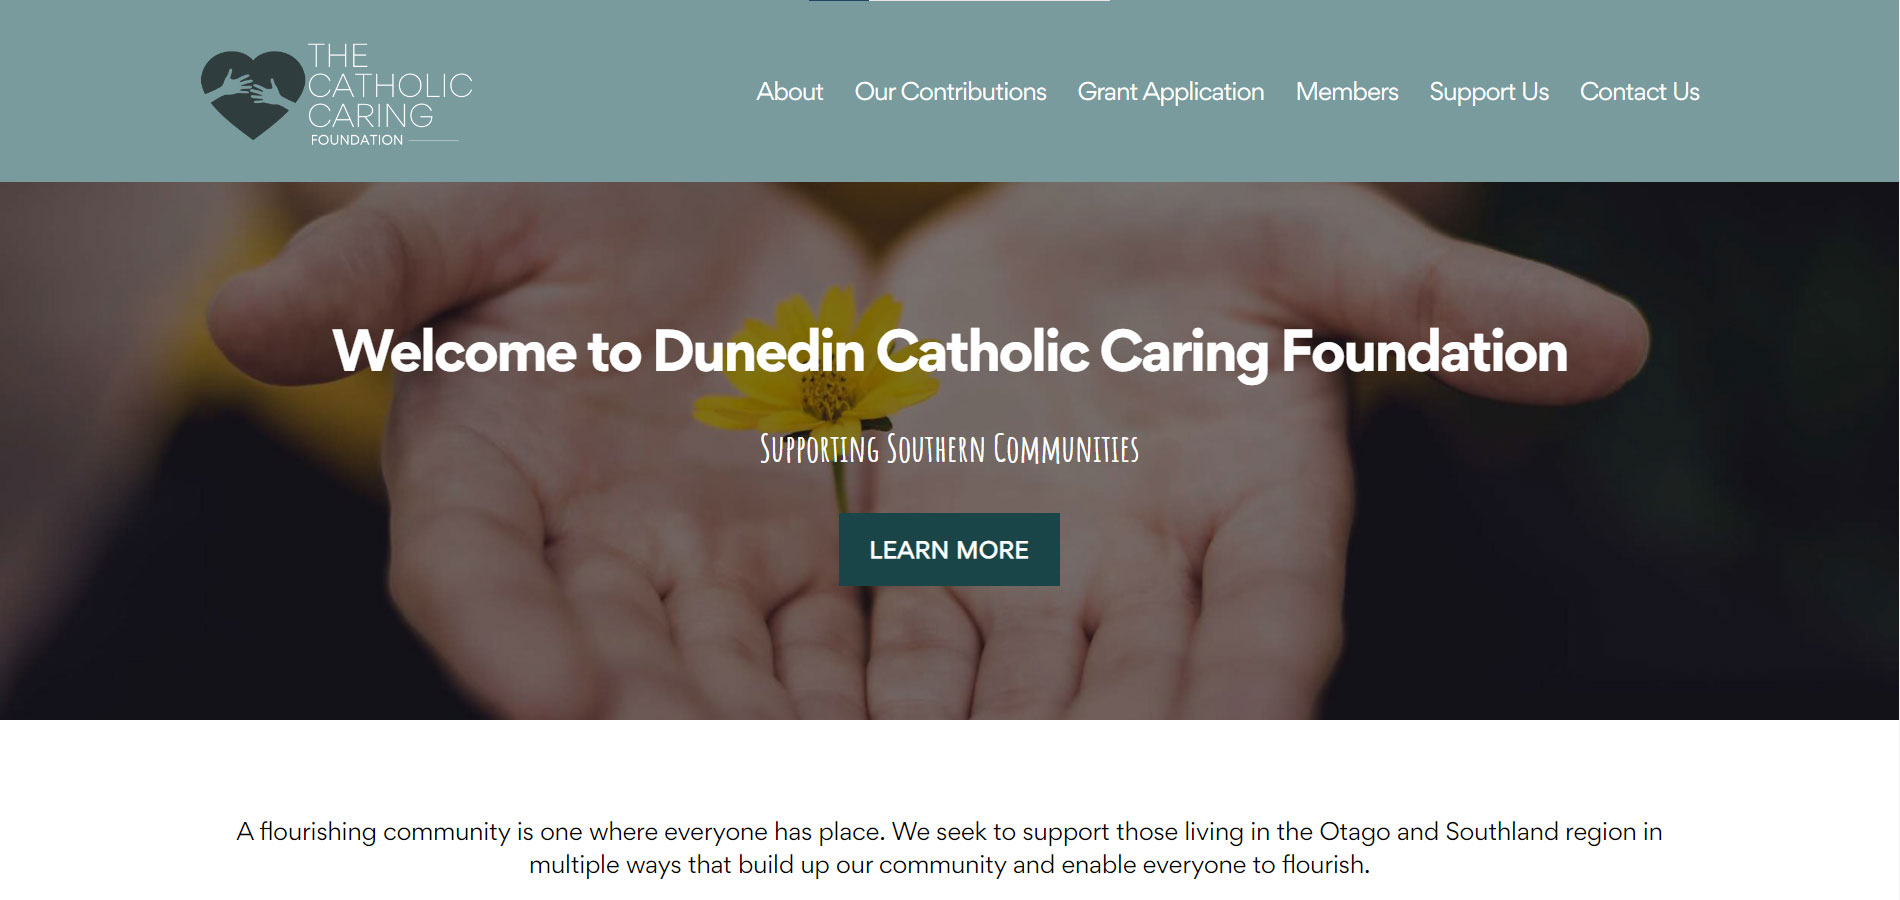 THE
CATHOLIC
CARING
FOUNDATION
About Our Contributions Grant Application Members Support Us Contact Us
Welcome to Dunedin Catholic Caring Foundation
Supporting Southern Communities
LEARN MORE
A flourishing community is one where everyone has place. We seek to support those living in the Otago and Southland region in
multiple ways that build up our community and enable everyone to flourish.